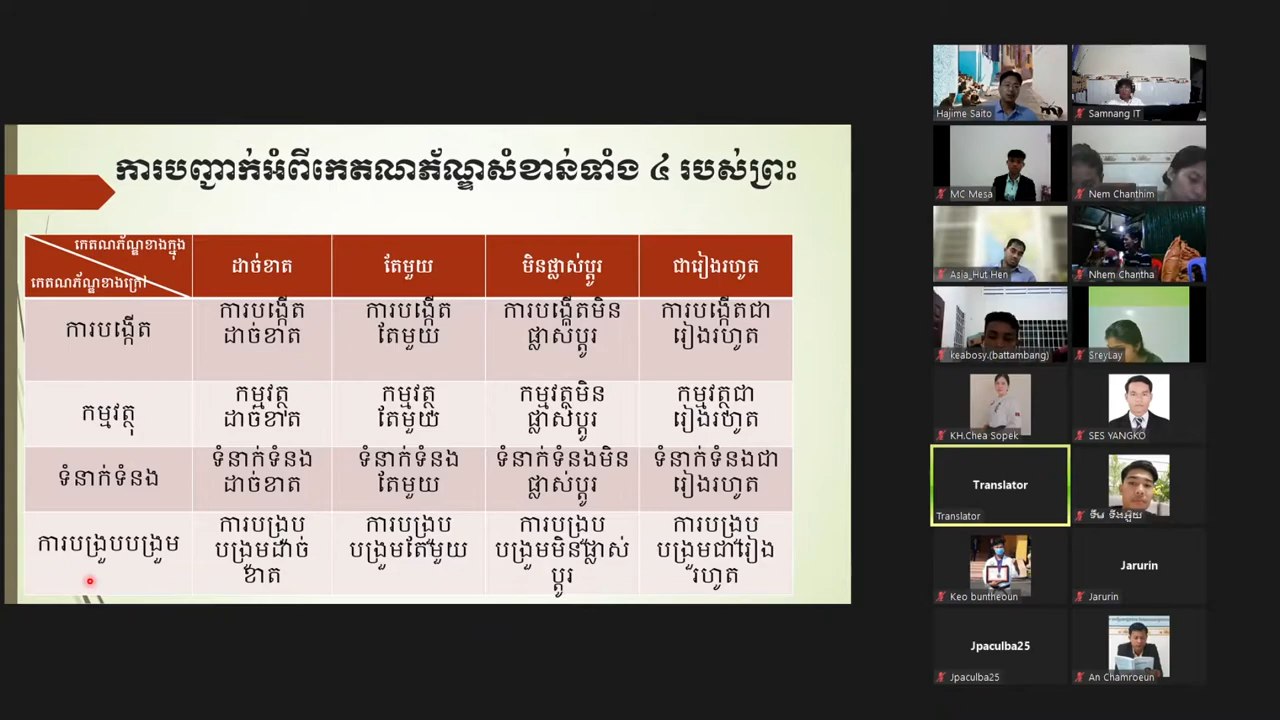 ការបញ្ជាក់អំពីកេតណភ័ណ្ឌសំខាន់ទាំង ៤ របស់ព្រះ
កេតណភ័ណ្ឌខាងក្នុង
កេតណភ័ណ្ឌខាងក្រៅ
ដាច់ខាត
តែមួយ
មិនផ្លាស់ប្តូរ
ជារៀងរហូត
ការបង្កើត
ការបង្កើត
ដាច់ខាត
ការបង្កើត
តែមួយ
ការបង្កើតមិន
ផ្លាស់ប្តូរ
ការបង្កើតជា
រៀងរហូត
កម្មវត្ថុ
កម្មវត្ថុ
ដាច់ខាត
កម្មវត្ថុ
តែមួយ
កម្មវត្ថុមិន
ផ្លាស់ប្តូរ
កម្មវត្ថុជា
រៀងរហូត
ទំនាក់ទំនង
ទំនាក់ទំនង
ដាច់ខាត
ទំនាក់ទំនង
តែមួយ
ទំនាក់ទំនងមិន
ផ្លាស់ប្តូរ
ទំនាក់ទំនងជា
រៀងរហូត
ការបង្រួបបង្រួម
ការបង្រួប
បង្រួមដាច់
ខាត
ការបង្រួប
បង្រួមតែមួយ
ការបង្រួប
បង្រួមមិនផ្លាស់
ប្តូរ
ការបង្រួប
បង្រួមជារៀង
រហូត
Hajime Saito
Samnang IT
MC Mesa
Nem Chanthim
Asia_Hut Hen
Nhem Chantha
keabosy.(battambang)
SreyLay
KH.Chea Sopek
SES YANGKO
Translator
Translator
Keo buntheoun
Jarurin
Jarurin
Jpaculba25
Jpaculba25
An Chamroeun